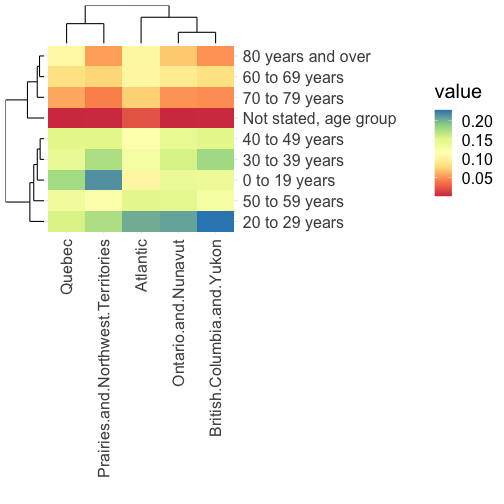 80 years and over
60 to 69 years
70 to 79 years
Not stated, age group
40 to 49 years
30 to 39 years
0 to 19 years
50 to 59 years
20 to 29 years
Quebec
Prairies.and.Northwest.Territories
Atlantic
Ontario.and.Nunavut
British.Columbia.and.Yukon
value
0.20
0.15
0.10
0.05